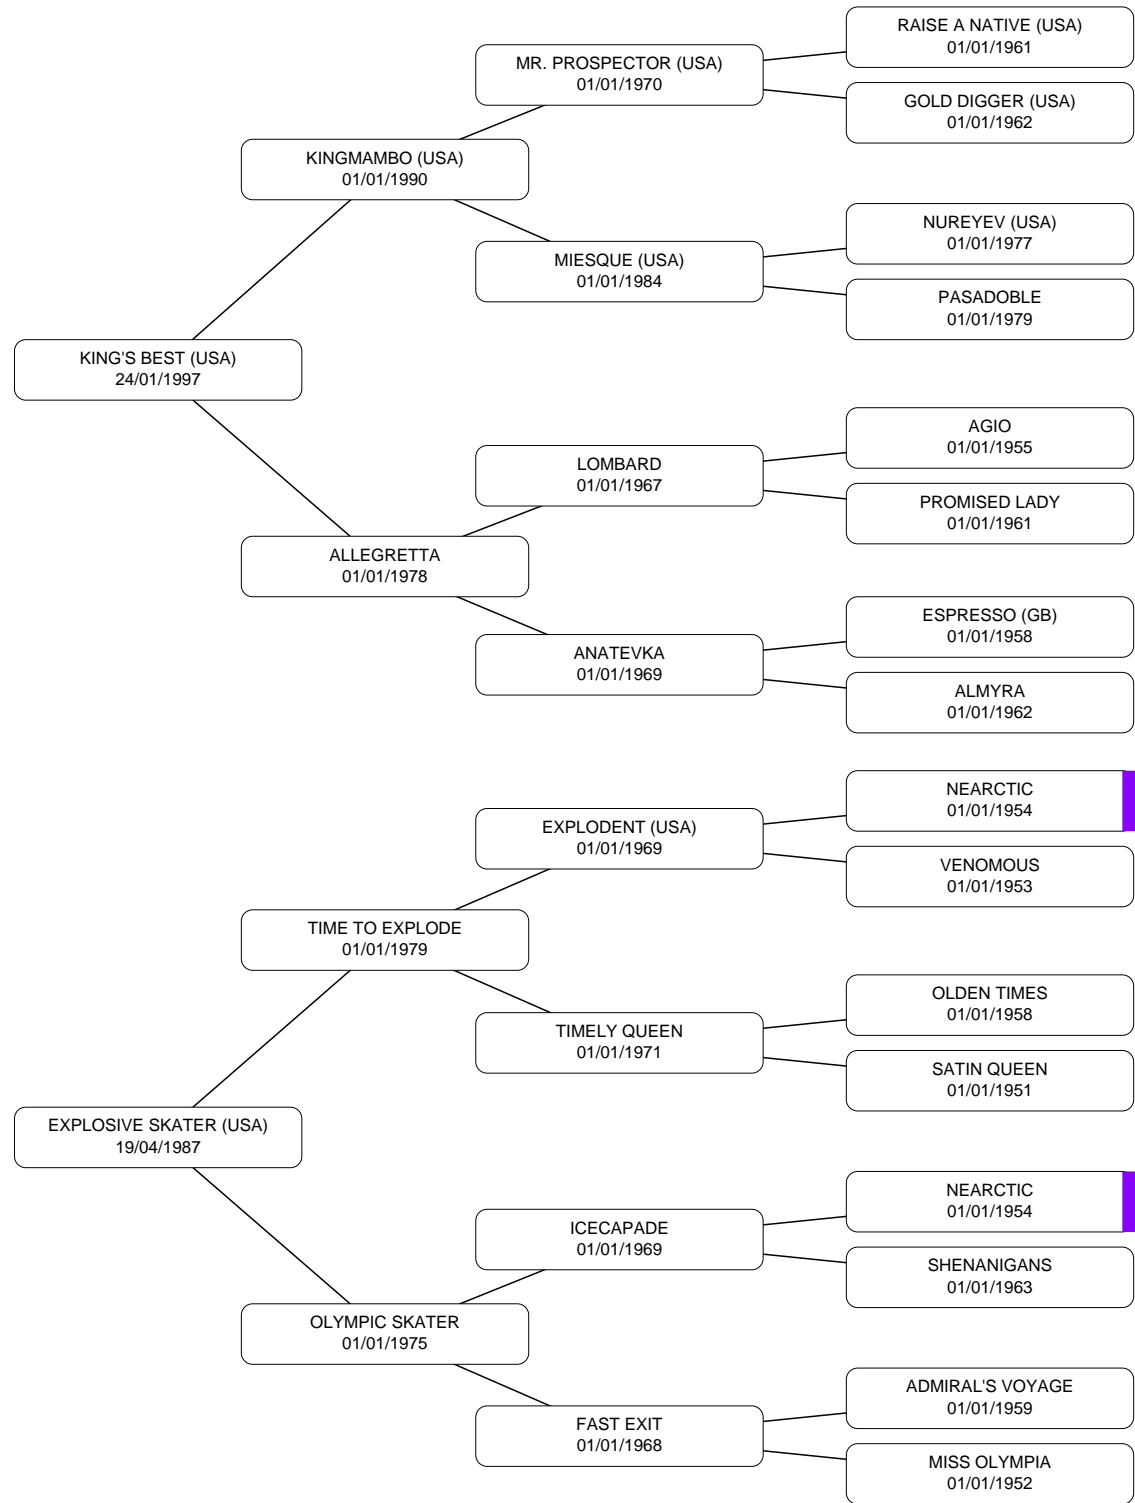 RAISE A NATIVE (USA)
01/01/1961
MR. PROSPECTOR (USA)
01/01/1970
GOLD DIGGER (USA)
01/01/1962
KINGMAMBO (USA)
01/01/1990
NUREYEV (USA)
01/01/1977
MIESQUE (USA)
01/01/1984
PASADOBLE
01/01/1979
KING'S BEST (USA)
24/01/1997
AGIO
01/01/1955
LOMBARD
01/01/1967
PROMISED LADY
01/01/1961
ALLEGRETTA
01/01/1978
ESPRESSO (GB)
01/01/1958
ANATEVKA
01/01/1969
ALMYRA
01/01/1962
NEARCTIC
01/01/1954
EXPLODENT (USA)
01/01/1969
VENOMOUS
01/01/1953
TIME TO EXPLODE
01/01/1979
OLDEN TIMES
01/01/1958
TIMELY QUEEN
01/01/1971
SATIN QUEEN
01/01/1951
EXPLOSIVE SKATER (USA)
19/04/1987
NEARCTIC
01/01/1954
ICECAPADE
01/01/1969
SHENANIGANS
01/01/1963
OLYMPIC SKATER
01/01/1975
ADMIRAL'S VOYAGE
01/01/1959
FAST EXIT
01/01/1968
MISS OLYMPIA
01/01/1952